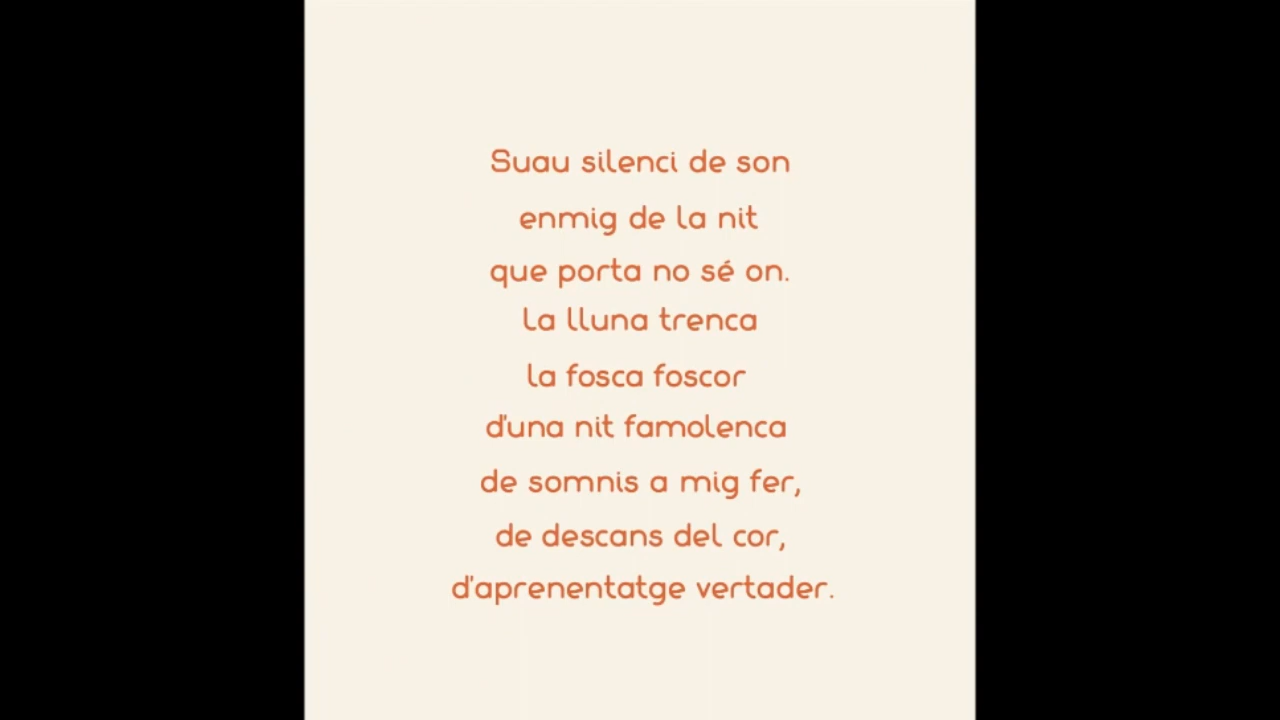 Suau silenci de son
enmig de la nit
que porta no sé on.
La lluna trenca
la fosca foscor
d'una nit famolenca
de somnis a mig fer,
de descans del cor,
d'aprenentatge vertader.